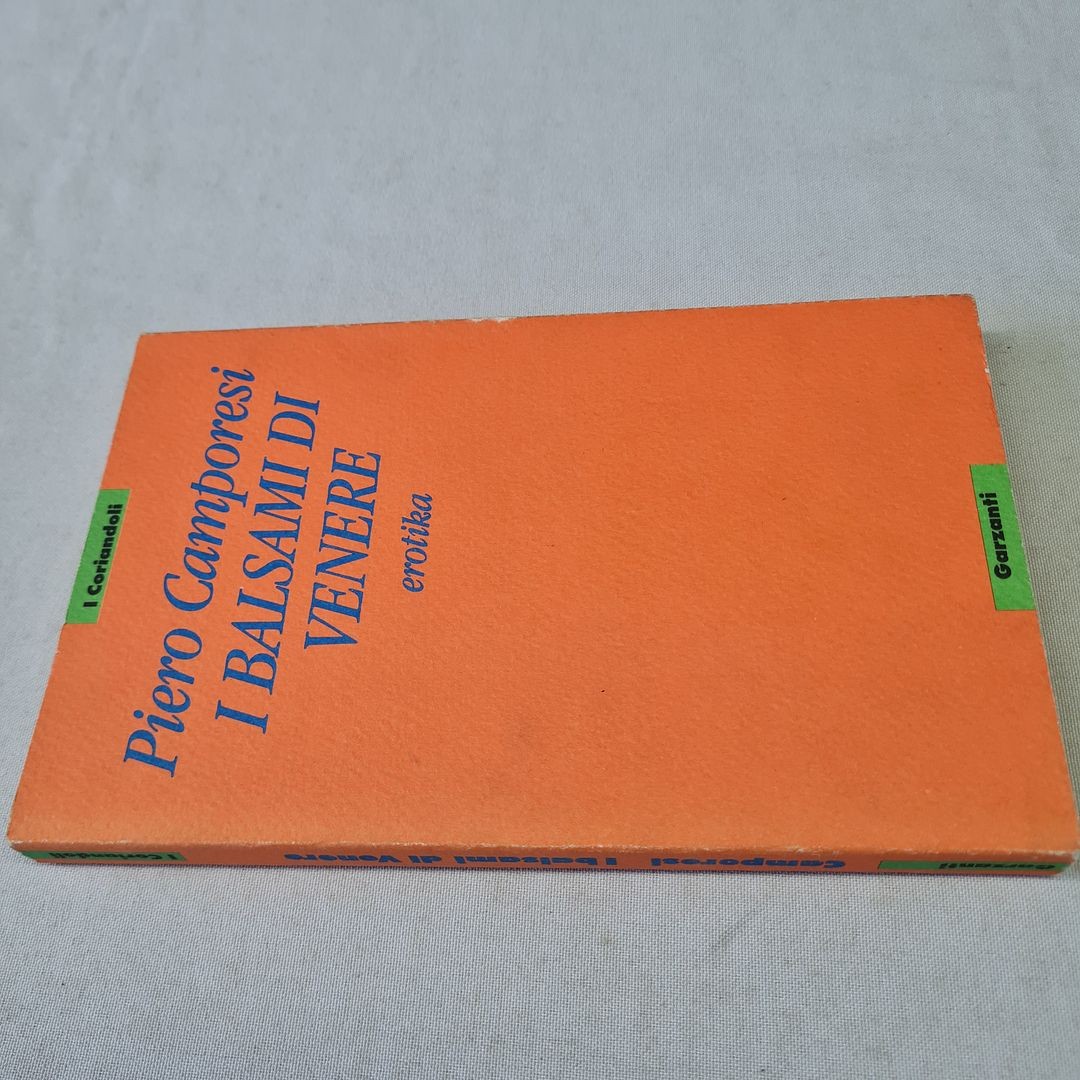 I Coriandoli
Piero Camporesi
I BALSAMI DI
VENERE
erotika
Garzanti
Garzanti
Camporesi I balsami di Venere
I Coriandoli